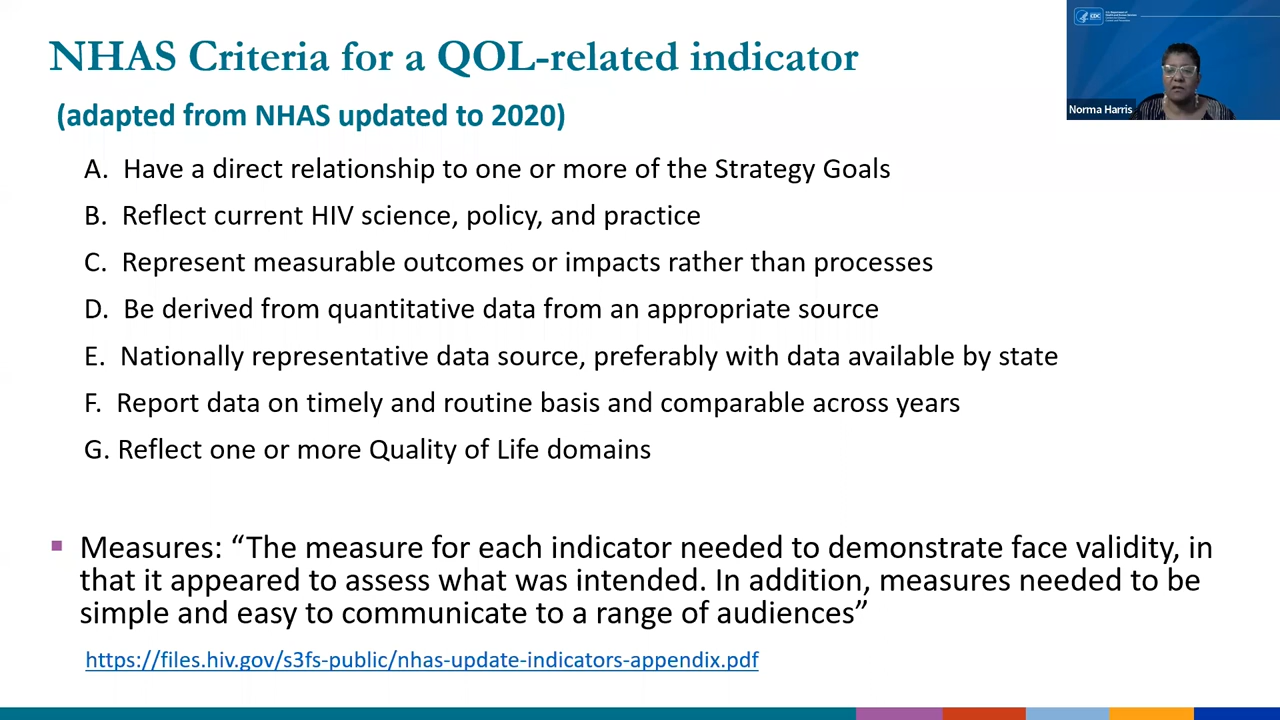 NHAS Criteria for a QOL-related indicator
(adapted from NHAS updated to 2020)
A. Have a direct relationship to one or more of the Strategy Goals
B. Reflect current HIV science, policy, and practice
C. Represent measurable outcomes or impacts rather than processes
D. Be derived from quantitative data from an appropriate source
E. Nationally representative data source, preferably with data available by state
F. Report data on timely and routine basis and comparable across years
G. Reflect one or more Quality of Life domains
▪ Measures: “The measure for each indicator needed to demonstrate face validity, in
that it appeared to assess what was intended. In addition, measures needed to be
simple and easy to communicate to a range of audiences”
https://files.hiv.gov/s3fs-public/nhas-update-indicators-appendix.pdf
CDC
Norma Harris